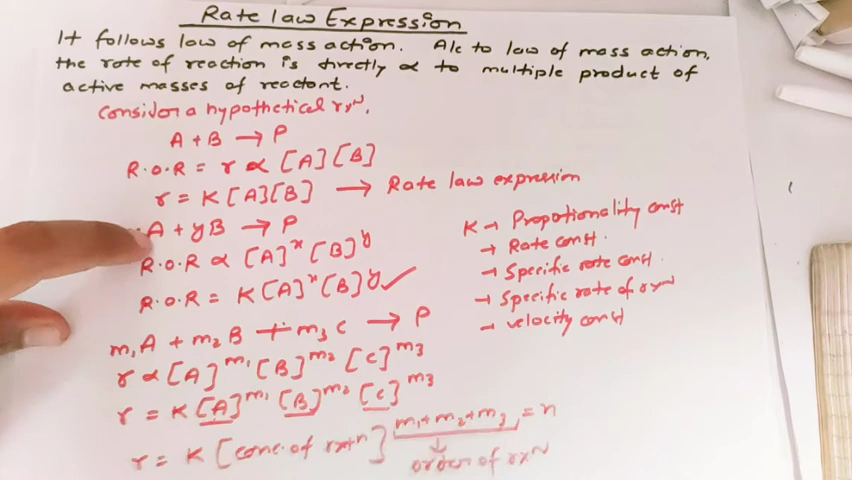 Rate law Expression
It follows law of mass action. A/c to law of mass action,
the rate of reaction is directly ∝ to multiple product of
active masses of reactant.
Consider a hypothetical rxn.
A + B → P
R.O.R = r ∝ [A][B]
r = K[A][B] → Rate law expression
A + yB → P
R.O.R ∝ [A]^x [B]^y
R.O.R = K[A]^x [B]^y ✓
m₁A + m₂B + m₃C → P
r ∝ [A]^m₁ [B]^m₂ [C]^m₃
r = K[A]^m₁ [B]^m₂ [C]^m₃
r = K [conc. of rxtn] m₁+m₂+m₃ = n
↓
order of rxn
K → Proportionality const
→ Rate const.
→ Specific rate const.
→ Specific rate of rxn
→ velocity const